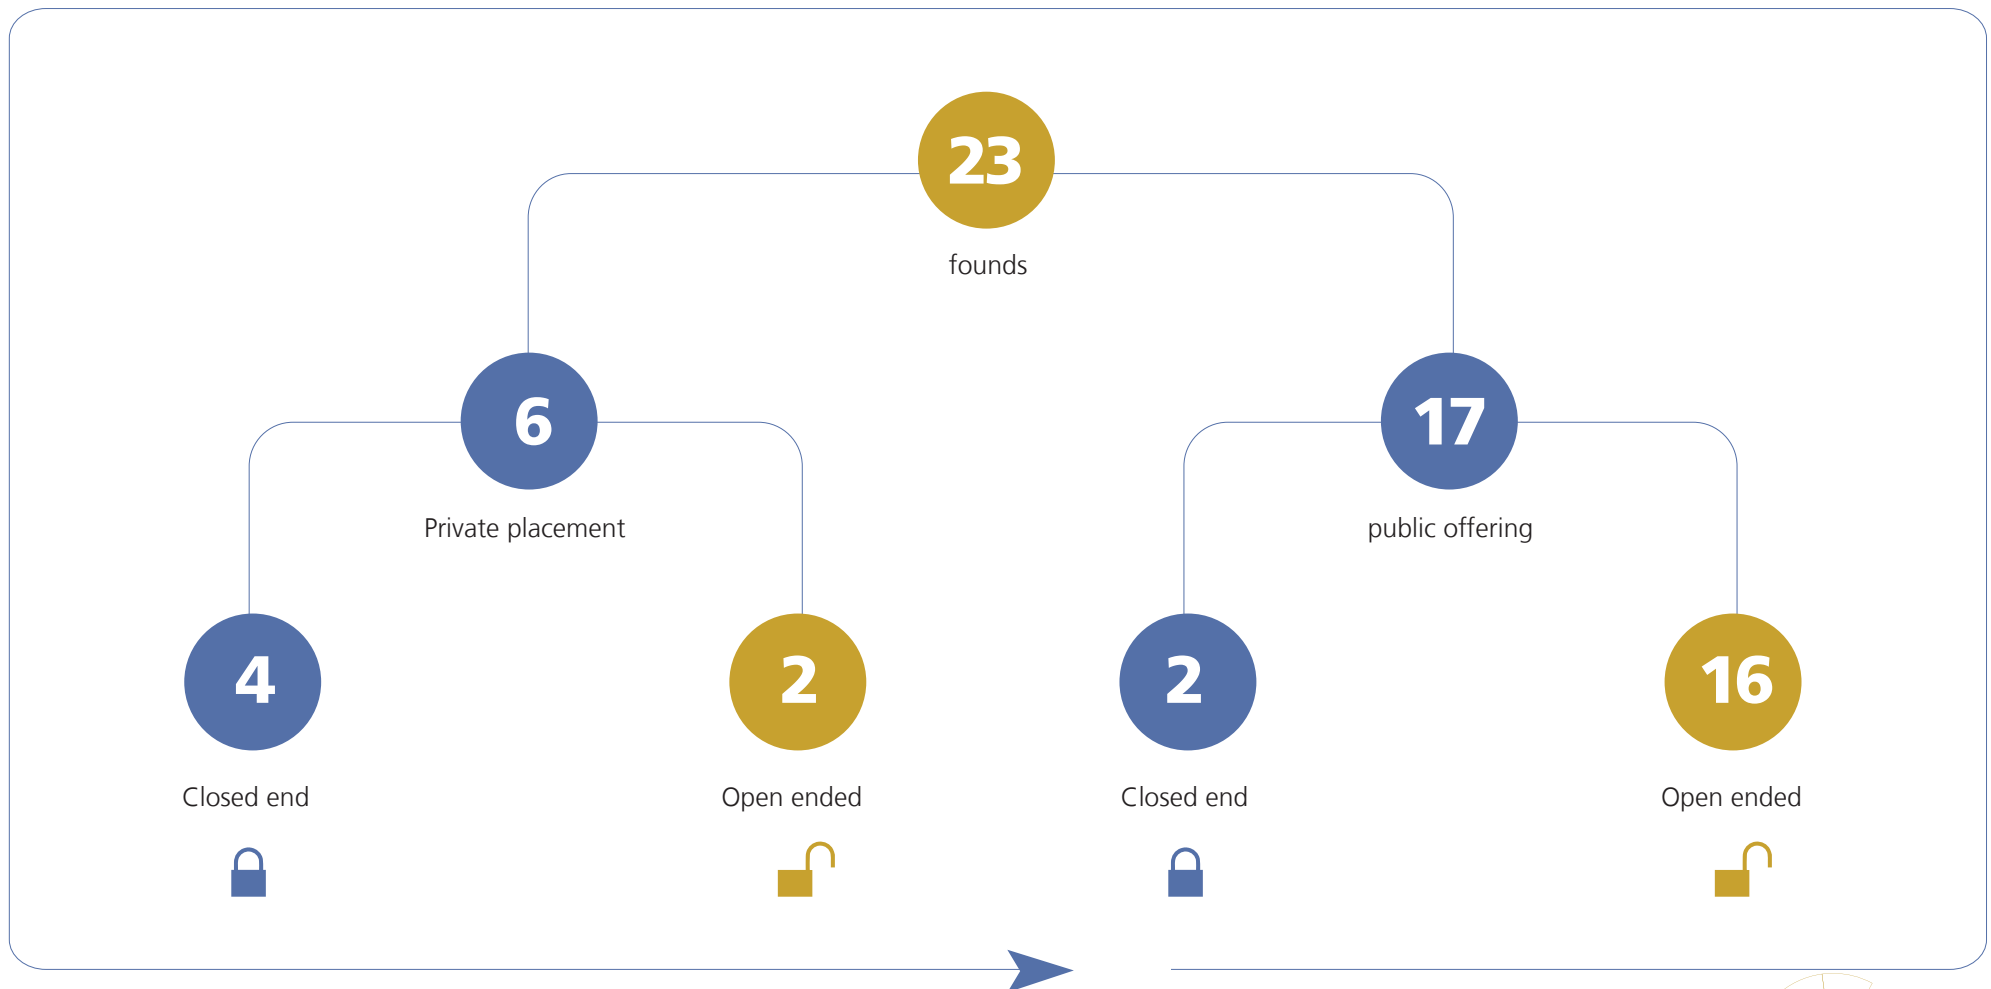 23
founds
6
17
Private placement
public offering
4
2
2
16
Closed end
Open ended
Closed end
Open ended